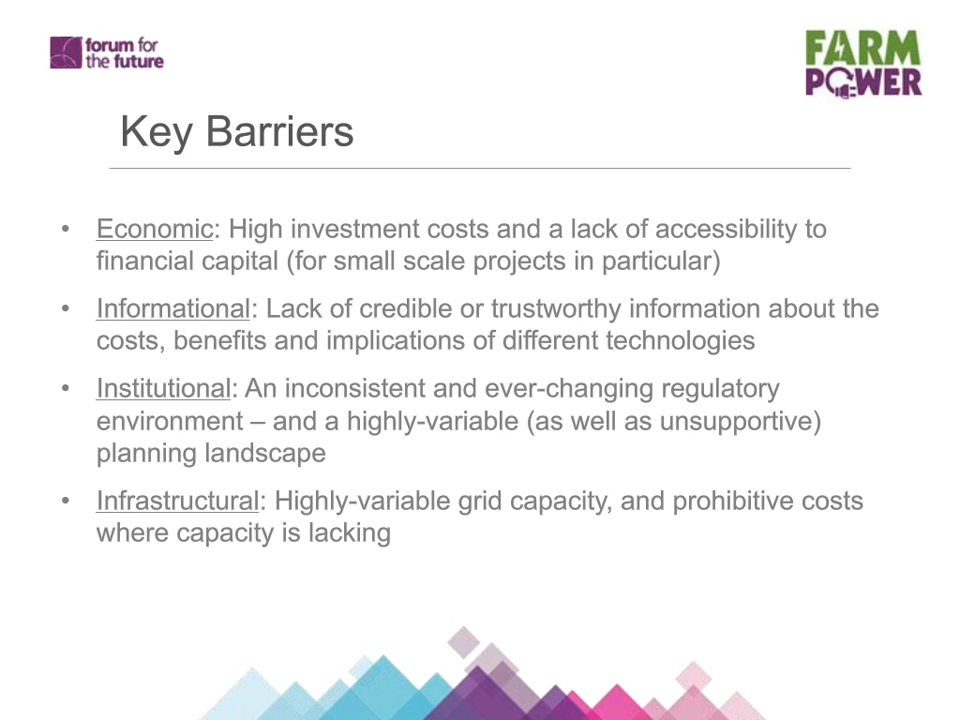 forum for
the future
FARM
POWER
Key Barriers
• Economic: High investment costs and a lack of accessibility to
financial capital (for small scale projects in particular)
• Informational: Lack of credible or trustworthy information about the
costs, benefits and implications of different technologies
• Institutional: An inconsistent and ever-changing regulatory
environment – and a highly-variable (as well as unsupportive)
planning landscape
• Infrastructural: Highly-variable grid capacity, and prohibitive costs
where capacity is lacking